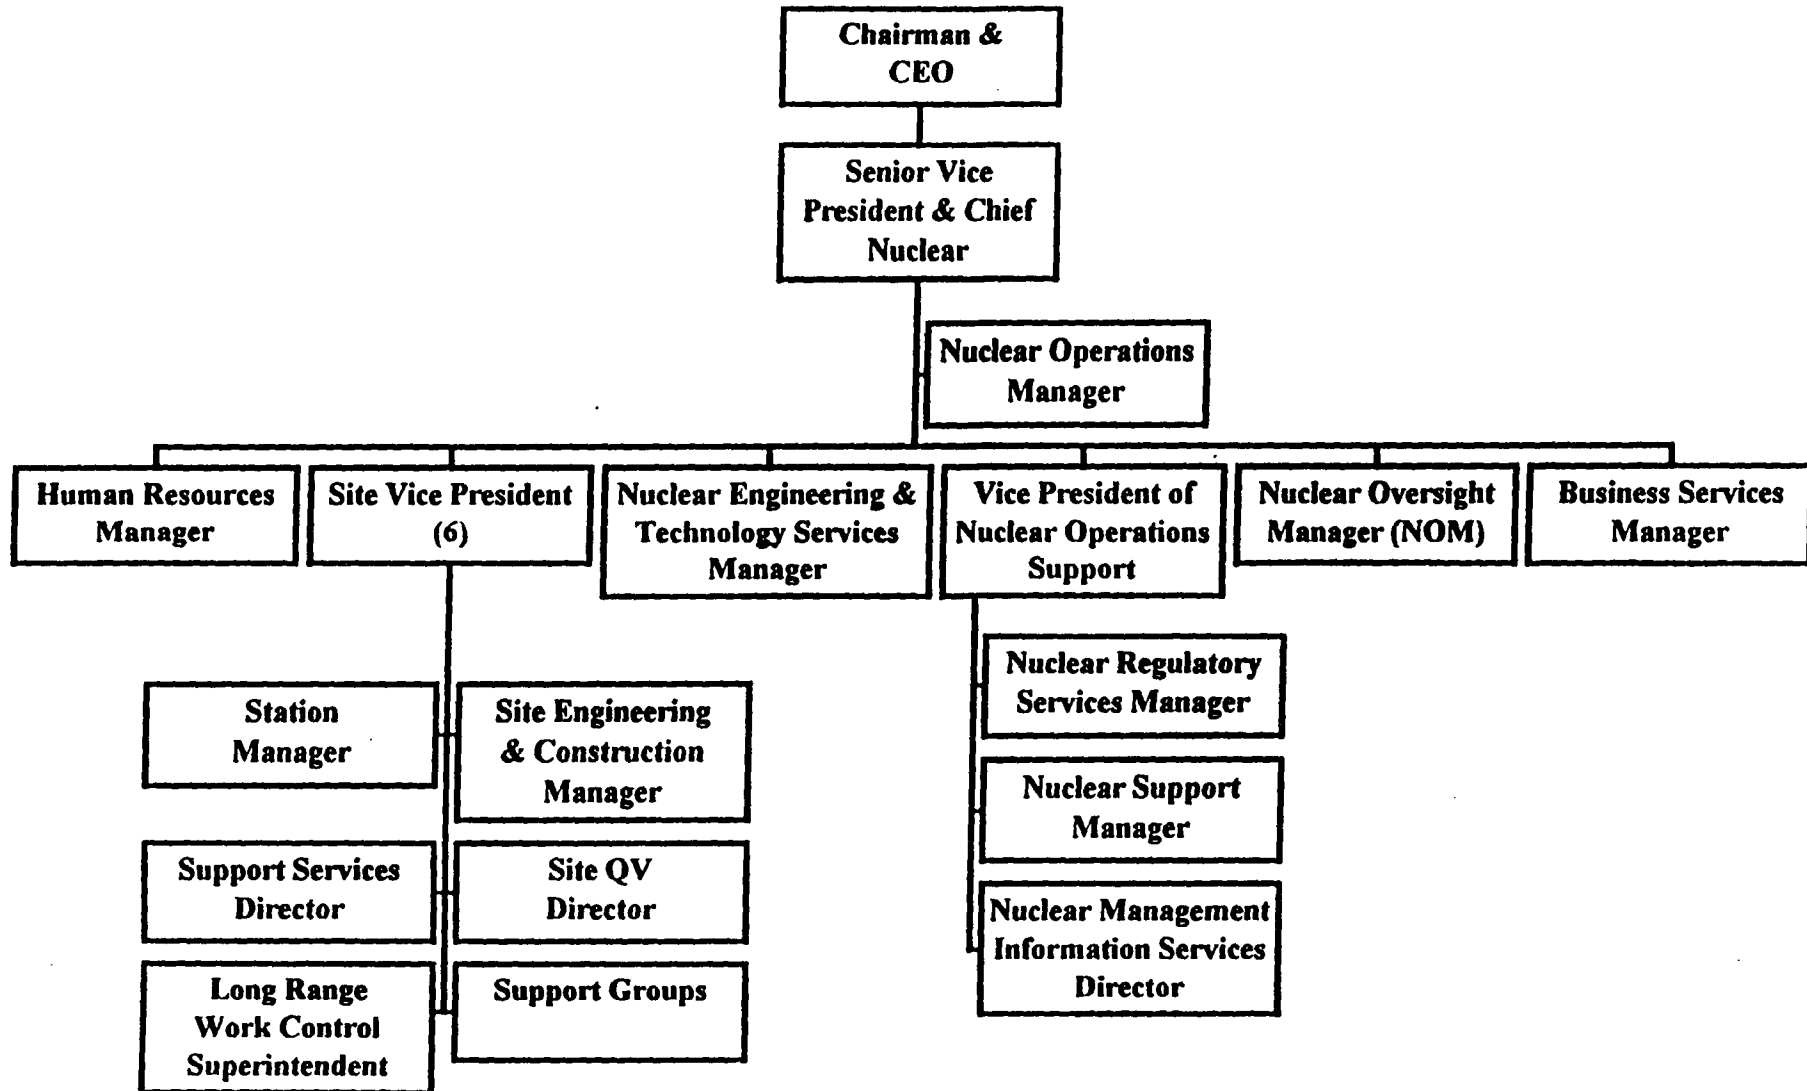 Chairman &
CEO
Senior Vice
President & Chief
Nuclear
Nuclear Operations
Manager
Human Resources
Manager
Site Vice President
(6)
Nuclear Engineering &
Technology Services
Manager
Vice President of
Nuclear Operations
Support
Nuclear Oversight
Manager (NOM)
Business Services
Manager
Station
Manager
Site Engineering
& Construction
Manager
Support Services
Director
Site QV
Director
Long Range
Work Control
Superintendent
Support Groups
Nuclear Regulatory
Services Manager
Nuclear Support
Manager
Nuclear Management
Information Services
Director